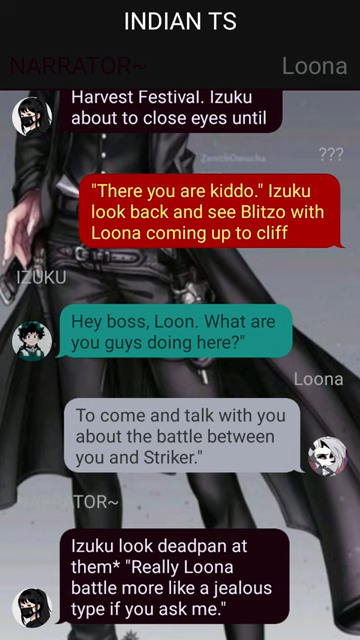 INDIAN TS
NARRATOR~
Loona
Harvest Festival. Izuku
about to close eyes until
ZenithOmocha
???
"There you are kiddo." Izuku
look back and see Blitzo with
Loona coming up to cliff
IZUKU
Hey boss, Loon. What are
you guys doing here?"
Loona
To come and talk with you
about the battle between
you and Striker."
NARRATOR~
Izuku look deadpan at
them* "Really Loona
battle more like a jealous
type if you ask me."